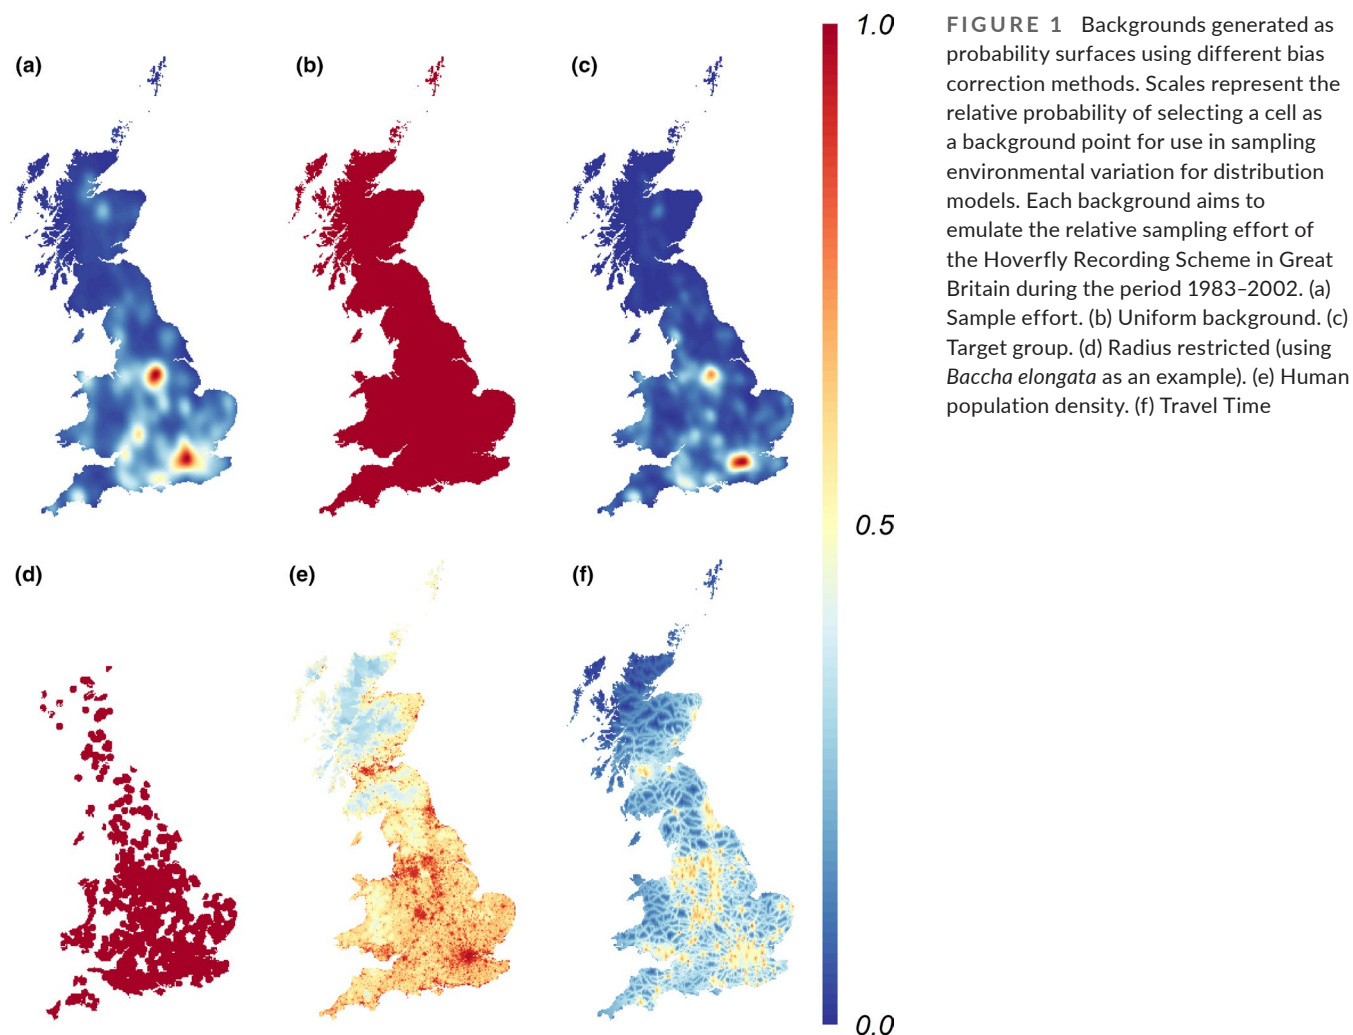 (a)
(b)
(c)
1.0
0.5
0.0
(d)
(e)
(f)
FIGURE 1 Backgrounds generated as
probability surfaces using different bias
correction methods. Scales represent the
relative probability of selecting a cell as
a background point for use in sampling
environmental variation for distribution
models. Each background aims to
emulate the relative sampling effort of
the Hoverfly Recording Scheme in Great
Britain during the period 1983–2002. (a)
Sample effort. (b) Uniform background. (c)
Target group. (d) Radius restricted (using
Baccha elongata as an example). (e) Human
population density. (f) Travel Time